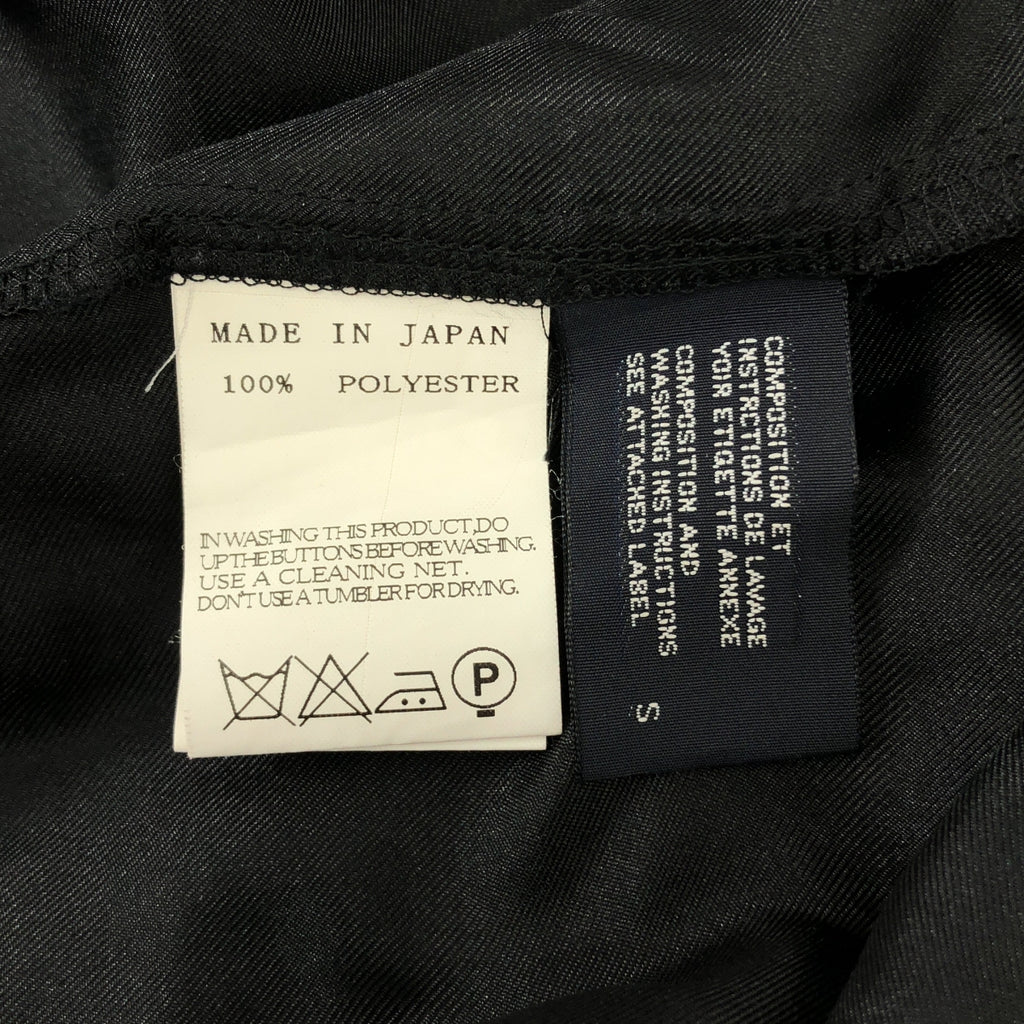 MADE IN JAPAN
100% POLYESTER
IN WASHING THIS PRODUCT,DO
UP THE BUTTONS BEFORE WASHING.
USE A CLEANING NET.
DON'T USE A TUMBLER FOR DRYING.
P
COMPOSITION ET
INSTRCTIONS DE LAVAGE
VOIR ETIGETTE ANNEXE
COMPOSITION AND
WASHING INSTRICTIONS
SEE ATTACHED LABEL
S